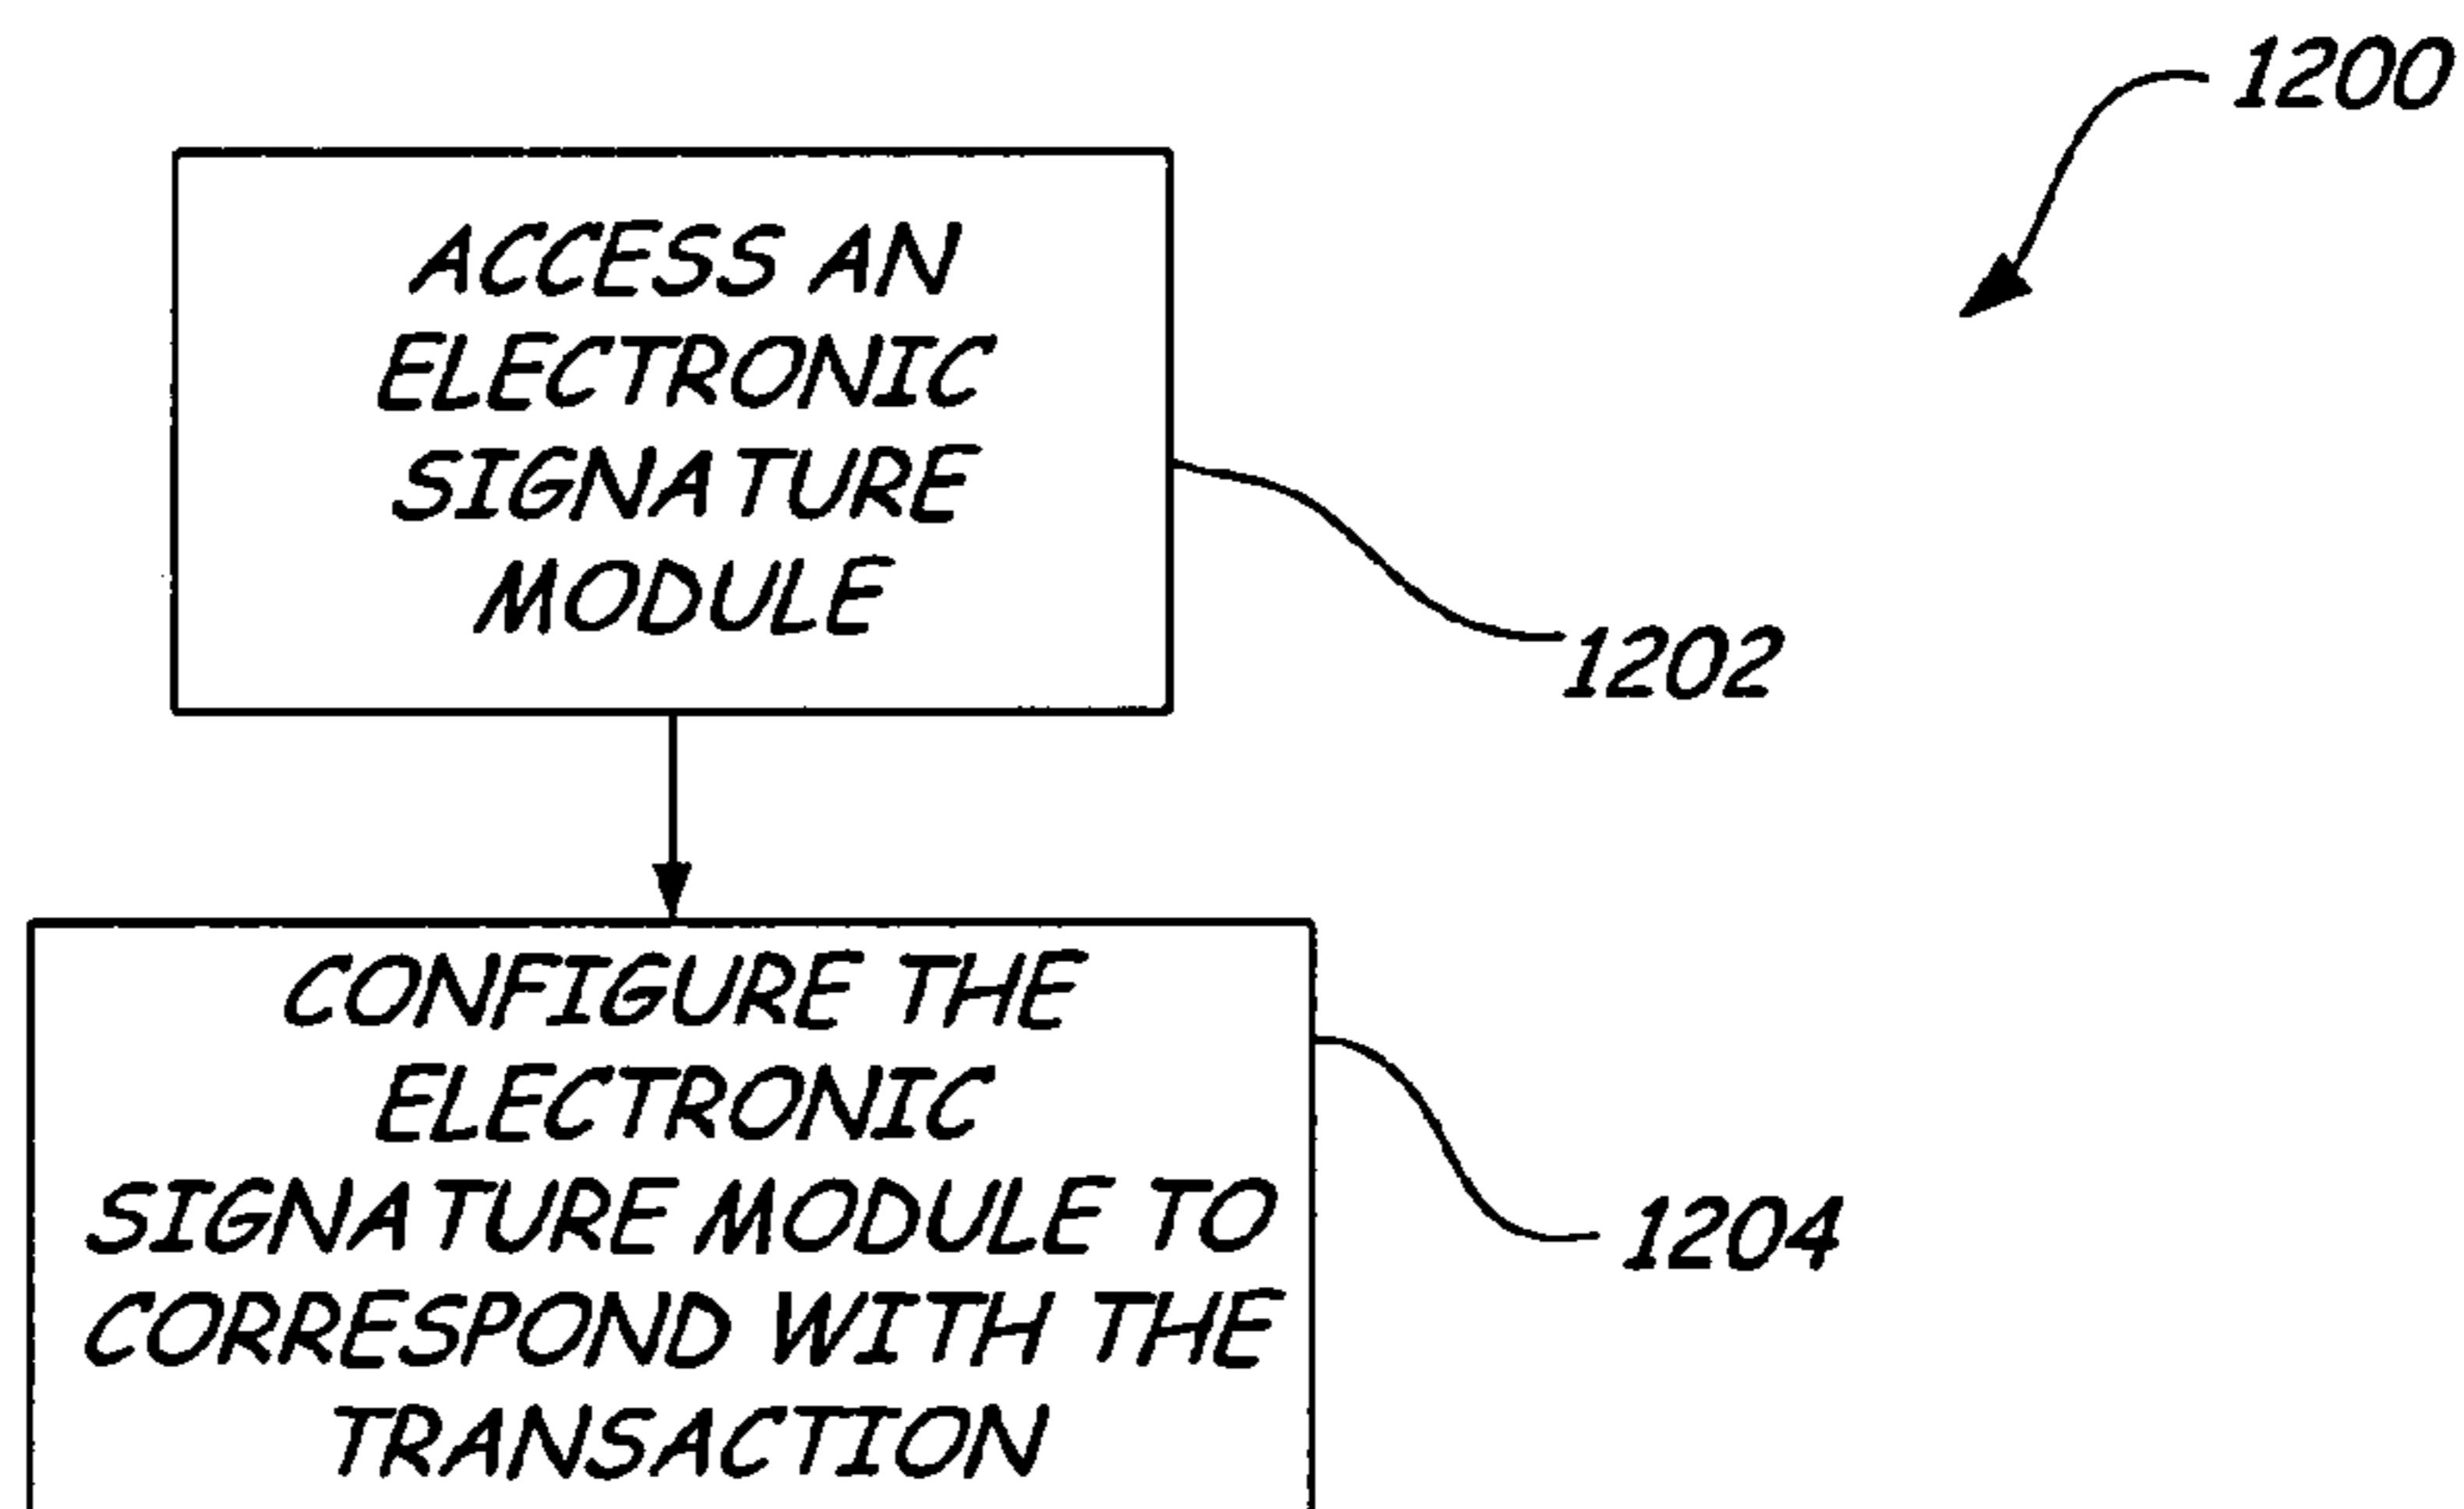 1200
ACCESS AN
ELECTRONIC
SIGNATURE
MODULE
1202
CONFIGURE THE
ELECTRONIC
SIGNATURE MODULE TO
CORRESPOND WITH THE
TRANSACTION
1204